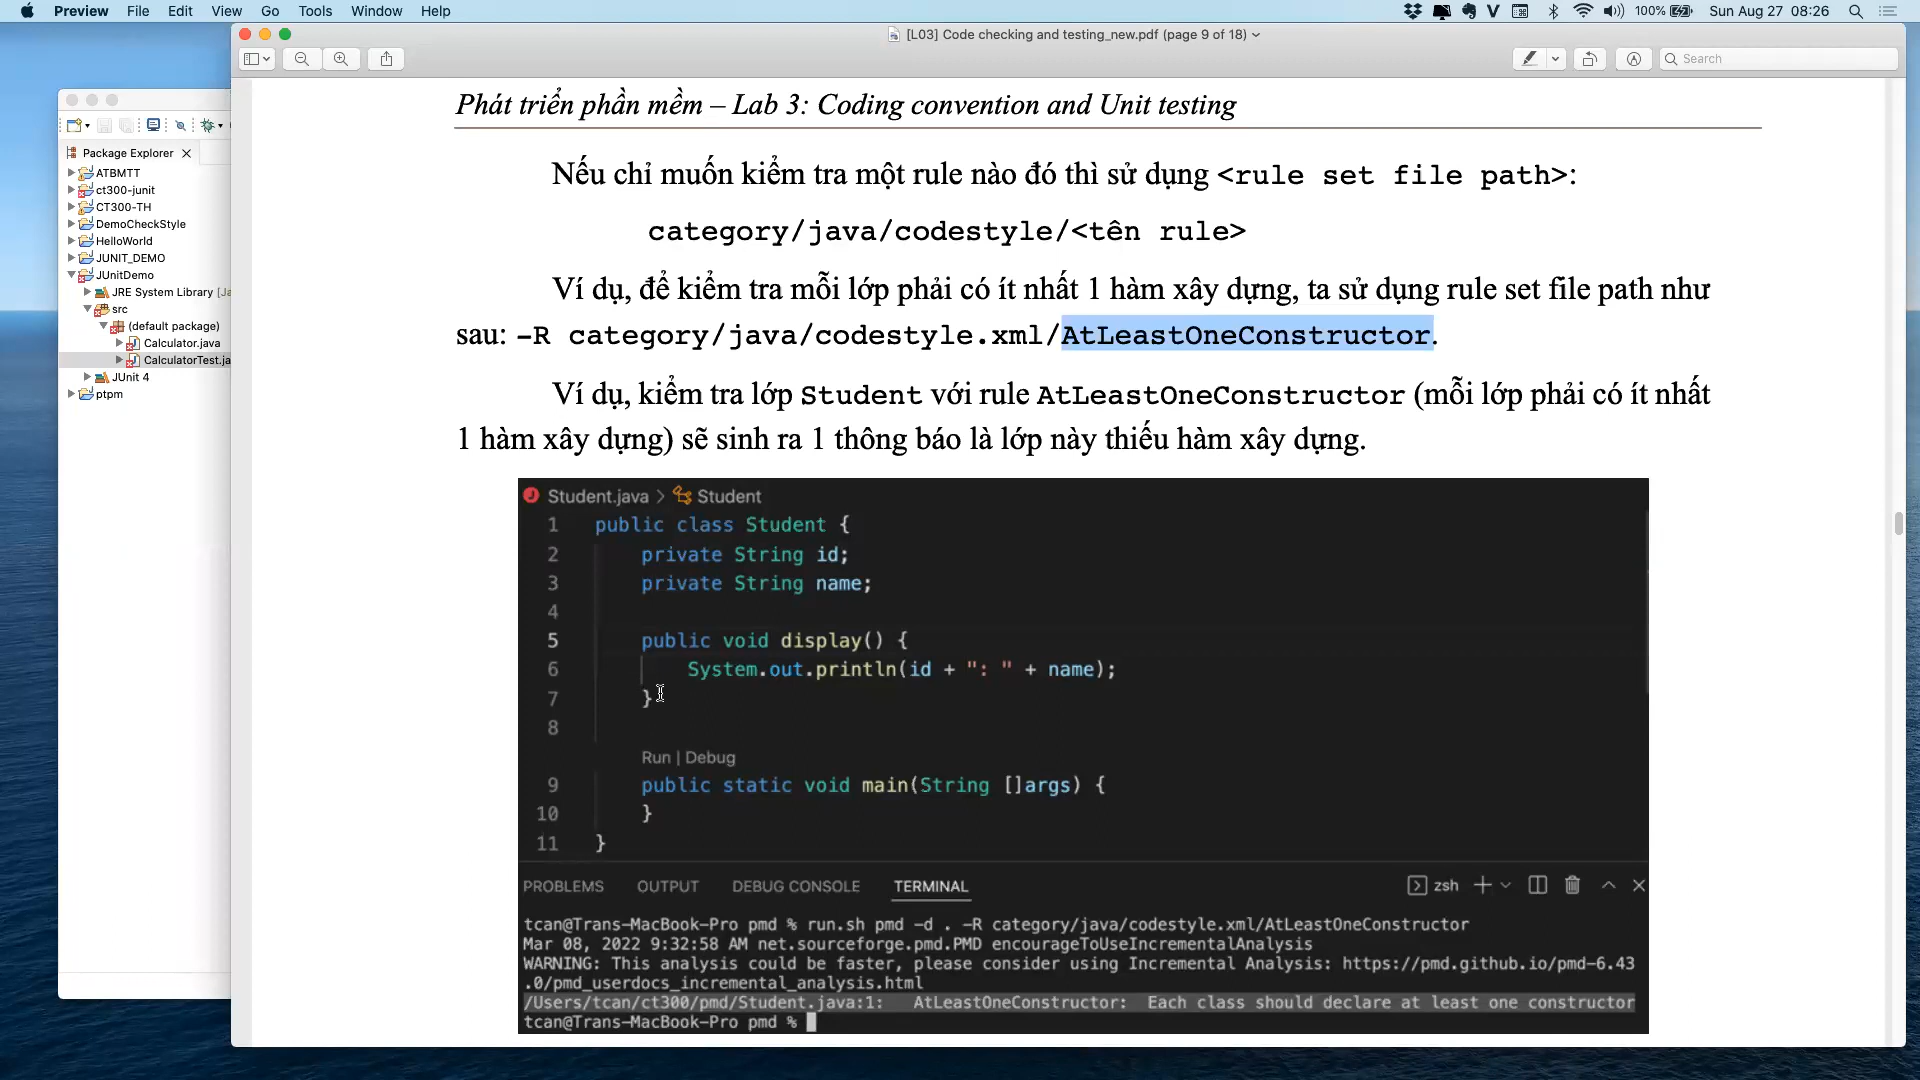 Preview File Edit View Go Tools Window Help 100% Sun Aug 27 08:26
[L03] Code checking and testing_new.pdf (page 9 of 18)
Search
Package Explorer
ATBMTT
ct300-junit
CT300-TH
DemoCheckStyle
HelloWorld
JUNIT_DEMO
JUnitDemo
JRE System Library [Ja
src
(default package)
Calculator.java
CalculatorTest.ja
JUnit 4
ptpm
Phát triển phần mềm – Lab 3: Coding convention and Unit testing
Nếu chỉ muốn kiểm tra một rule nào đó thì sử dụng <rule set file path>:
category/java/codestyle/<tên rule>
Ví dụ, để kiểm tra mỗi lớp phải có ít nhất 1 hàm xây dựng, ta sử dụng rule set file path như
sau: -R category/java/codestyle.xml/AtLeastOneConstructor.
Ví dụ, kiểm tra lớp Student với rule AtLeastOneConstructor (mỗi lớp phải có ít nhất
1 hàm xây dựng) sẽ sinh ra 1 thông báo là lớp này thiếu hàm xây dựng.
Student.java > Student
1 public class Student {
2 private String id;
3 private String name;
4
5 public void display() {
6 System.out.println(id + ": " + name);
7 }
8
Run | Debug
9 public static void main(String []args) {
10 }
11 }
PROBLEMS OUTPUT DEBUG CONSOLE TERMINAL zsh
tcan@Trans-MacBook-Pro pmd % run.sh pmd -d . -R category/java/codestyle.xml/AtLeastOneConstructor
Mar 08, 2022 9:32:58 AM net.sourceforge.pmd.PMD encourageToUseIncrementalAnalysis
WARNING: This analysis could be faster, please consider using Incremental Analysis: https://pmd.github.io/pmd-6.43
.0/pmd_userdocs_incremental_analysis.html
/Users/tcan/ct300/pmd/Student.java:1: AtLeastOneConstructor: Each class should declare at least one constructor
tcan@Trans-MacBook-Pro pmd %